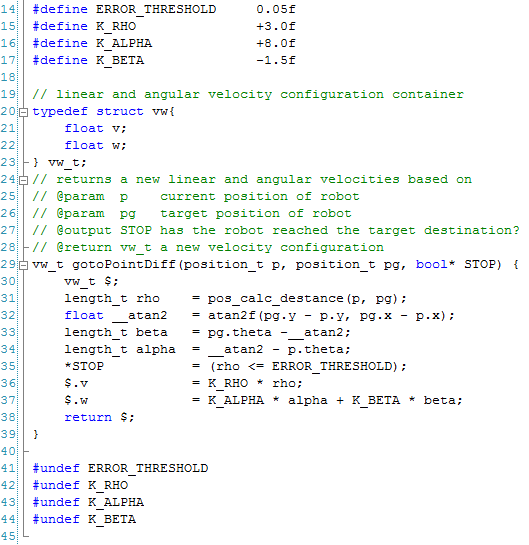 14 #define ERROR_THRESHOLD     0.05f
15 #define K_RHO               +3.0f
16 #define K_ALPHA             +8.0f
17 #define K_BETA              -1.5f
18
19 // linear and angular velocity configuration container
20 typedef struct vw{
21     float v;
22     float w;
23 } vw_t;
24 // returns a new linear and angular velocities based on
25 // @param  p    current position of robot
26 // @param  pg   target position of robot
27 // @output STOP has the robot reached the target destination?
28 // @return vw_t a new velocity configuration
29 vw_t gotoPointDiff(position_t p, position_t pg, bool* STOP) {
30     vw_t $;
31     length_t rho    = pos_calc_destance(p, pg);
32     float __atan2   = atan2f(pg.y - p.y, pg.x - p.x);
33     length_t beta   = pg.theta -__atan2;
34     length_t alpha  = __atan2 - p.theta;
35     *STOP           = (rho <= ERROR_THRESHOLD);
36     $.v             = K_RHO * rho;
37     $.w             = K_ALPHA * alpha + K_BETA * beta;
38     return $;
39 }
40
41 #undef ERROR_THRESHOLD
42 #undef K_RHO
43 #undef K_ALPHA
44 #undef K_BETA
45